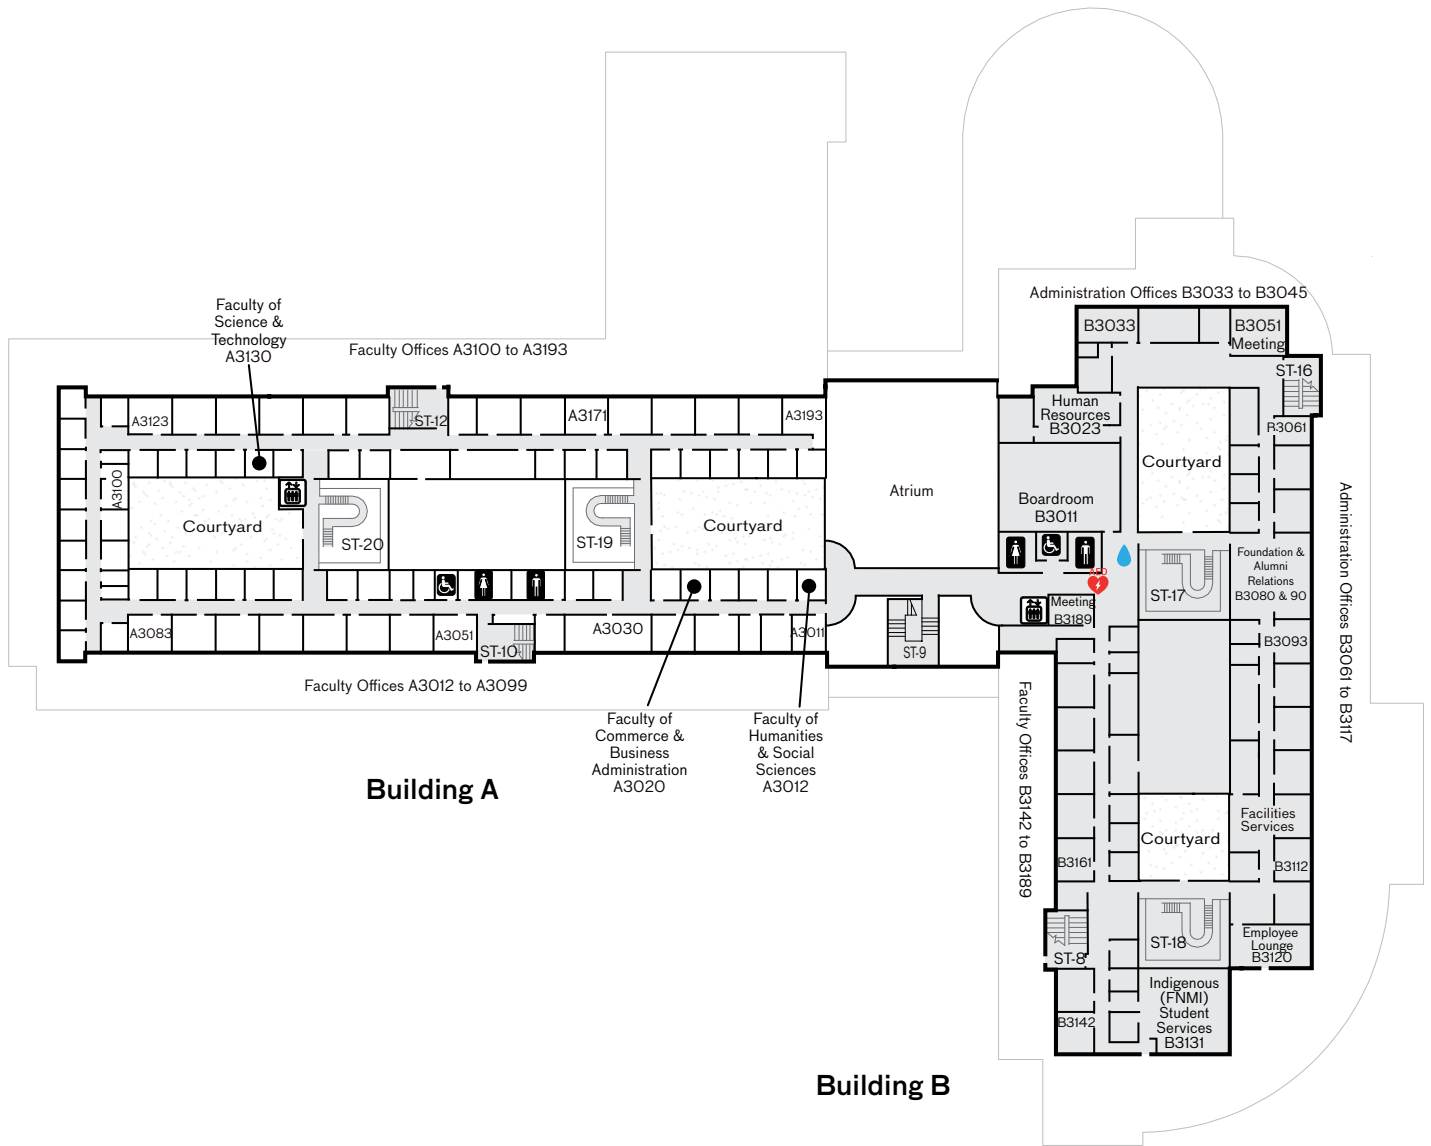 Administration Offices B3033 to B3045
B3033
B3051
Meeting
ST-16
Human
Resources
B3023
B3061
Courtyard
Boardroom
B3011
AED
Meeting
B3189
ST-17
Foundation &
Alumni
Relations
B3080 & 90
B3093
Administration Offices B3061 to B3117
Faculty Offices B3142 to B3189
Facilities
Services
Courtyard
B3161
B3112
ST-18
Employee
Lounge
B3120
ST-8
Indigenous
(FNMI)
Student
Services
B3131
B3142
Building B
Faculty of
Science &
Technology
A3130
Faculty Offices A3100 to A3193
A3123
ST-12
A3171
A3193
A3100
Courtyard
ST-20
ST-19
Courtyard
Atrium
A3083
A3051
ST-10
A3030
A3011
ST-9
Faculty Offices A3012 to A3099
Faculty of
Commerce &
Business
Administration
A3020
Faculty of
Humanities
& Social
Sciences
A3012
Building A